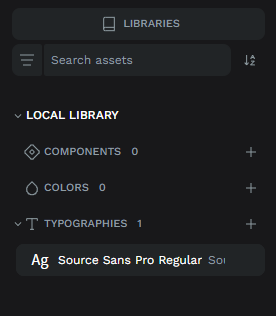 LIBRARIES
Search assets
LOCAL LIBRARY
COMPONENTS 0
COLORS 0
TYPOGRAPHIES 1
Ag Source Sans Pro Regular